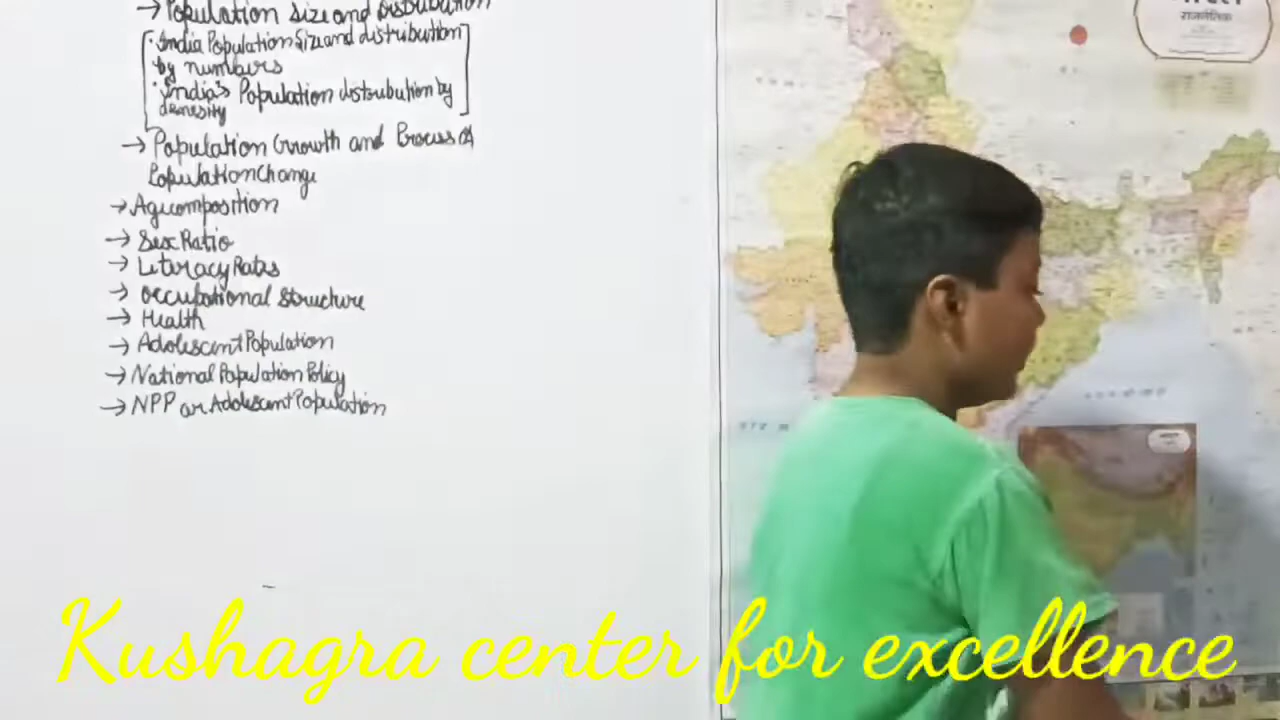 → Population size and distribution
• India Population Size and distribution
by numbers
• India's Population distribution by
density
→ Population Growth and Process of
Population Change
→ Age composition
→ Sex Ratio
→ Literacy Rates
→ occupational structure
→ Health
→ Adolescent Population
→ National Population Policy
→ NPP or Adolescent Population
राजनैतिक
Kushagra center for excellence